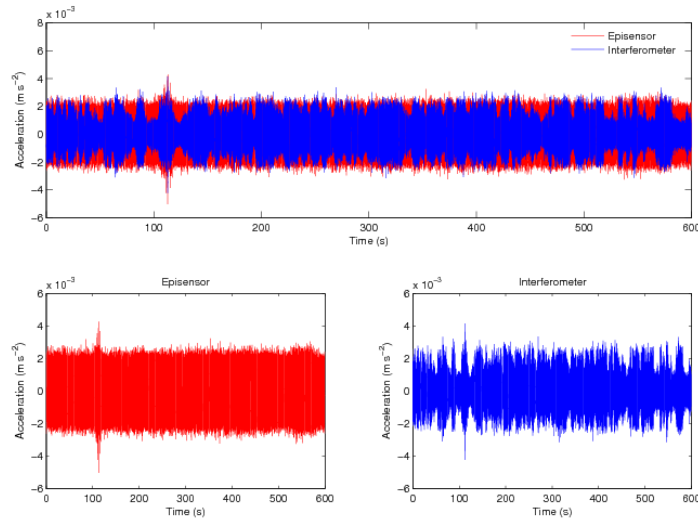 x 10⁻³
8
6
4
2
0
−2
−4
−6
Acceleration (m s⁻²)
0 100 200 300 400 500 600
Time (s)
Episensor
Interferometer
Episensor
x 10⁻³
6
4
2
0
−2
−4
−6
Acceleration (m s⁻²)
0 100 200 300 400 500 600
Time (s)
Interferometer
x 10⁻³
6
4
2
0
−2
−4
−6
Acceleration (m s⁻²)
0 100 200 300 400 500 600
Time (s)